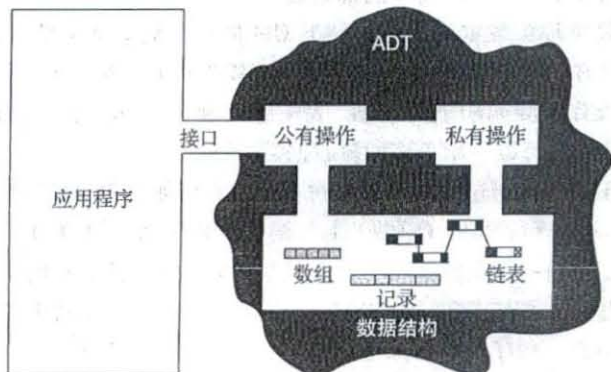 ADT
接口
公有操作
私有操作
应用程序
数组
链表
记录
数据结构